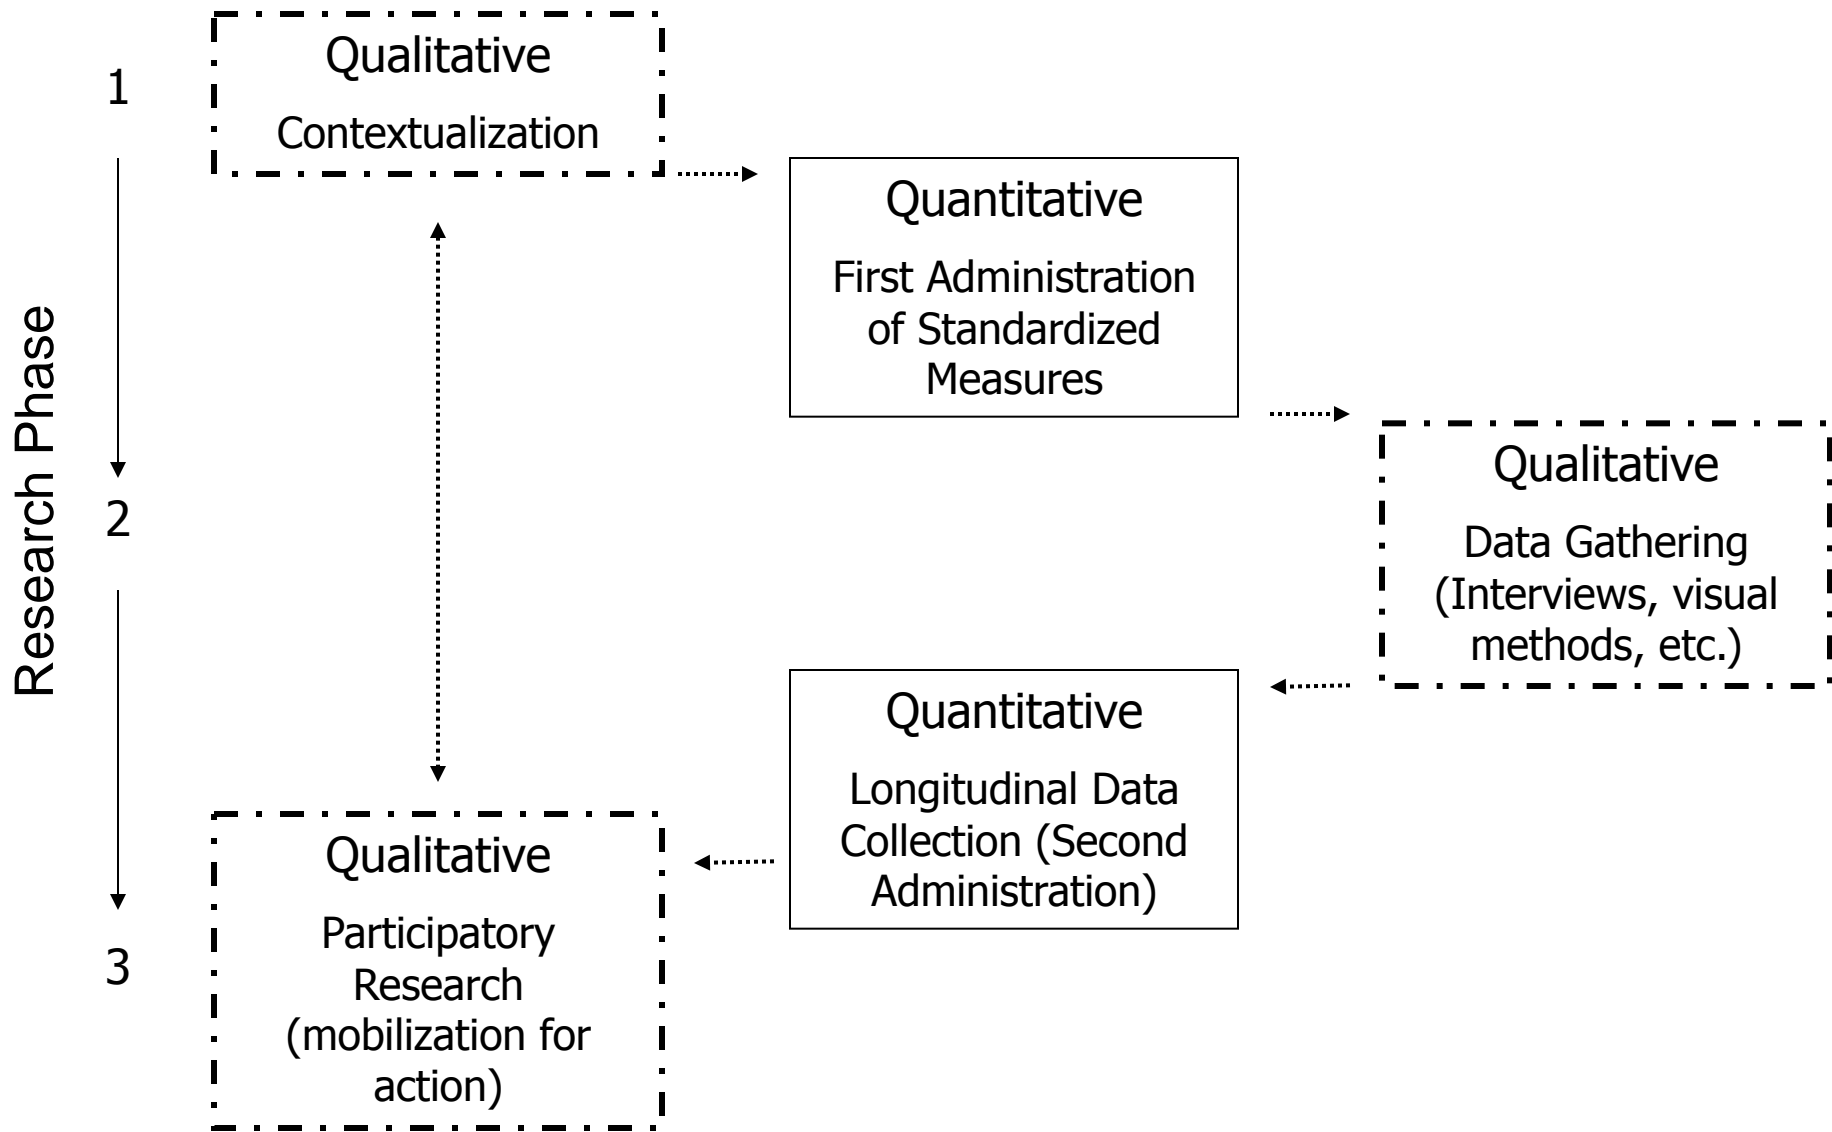 Research Phase
1
2
3
Qualitative
Contextualization
Quantitative
First Administration
of Standardized
Measures
Qualitative
Data Gathering
(Interviews, visual
methods, etc.)
Quantitative
Longitudinal Data
Collection (Second
Administration)
Qualitative
Participatory
Research
(mobilization for
action)